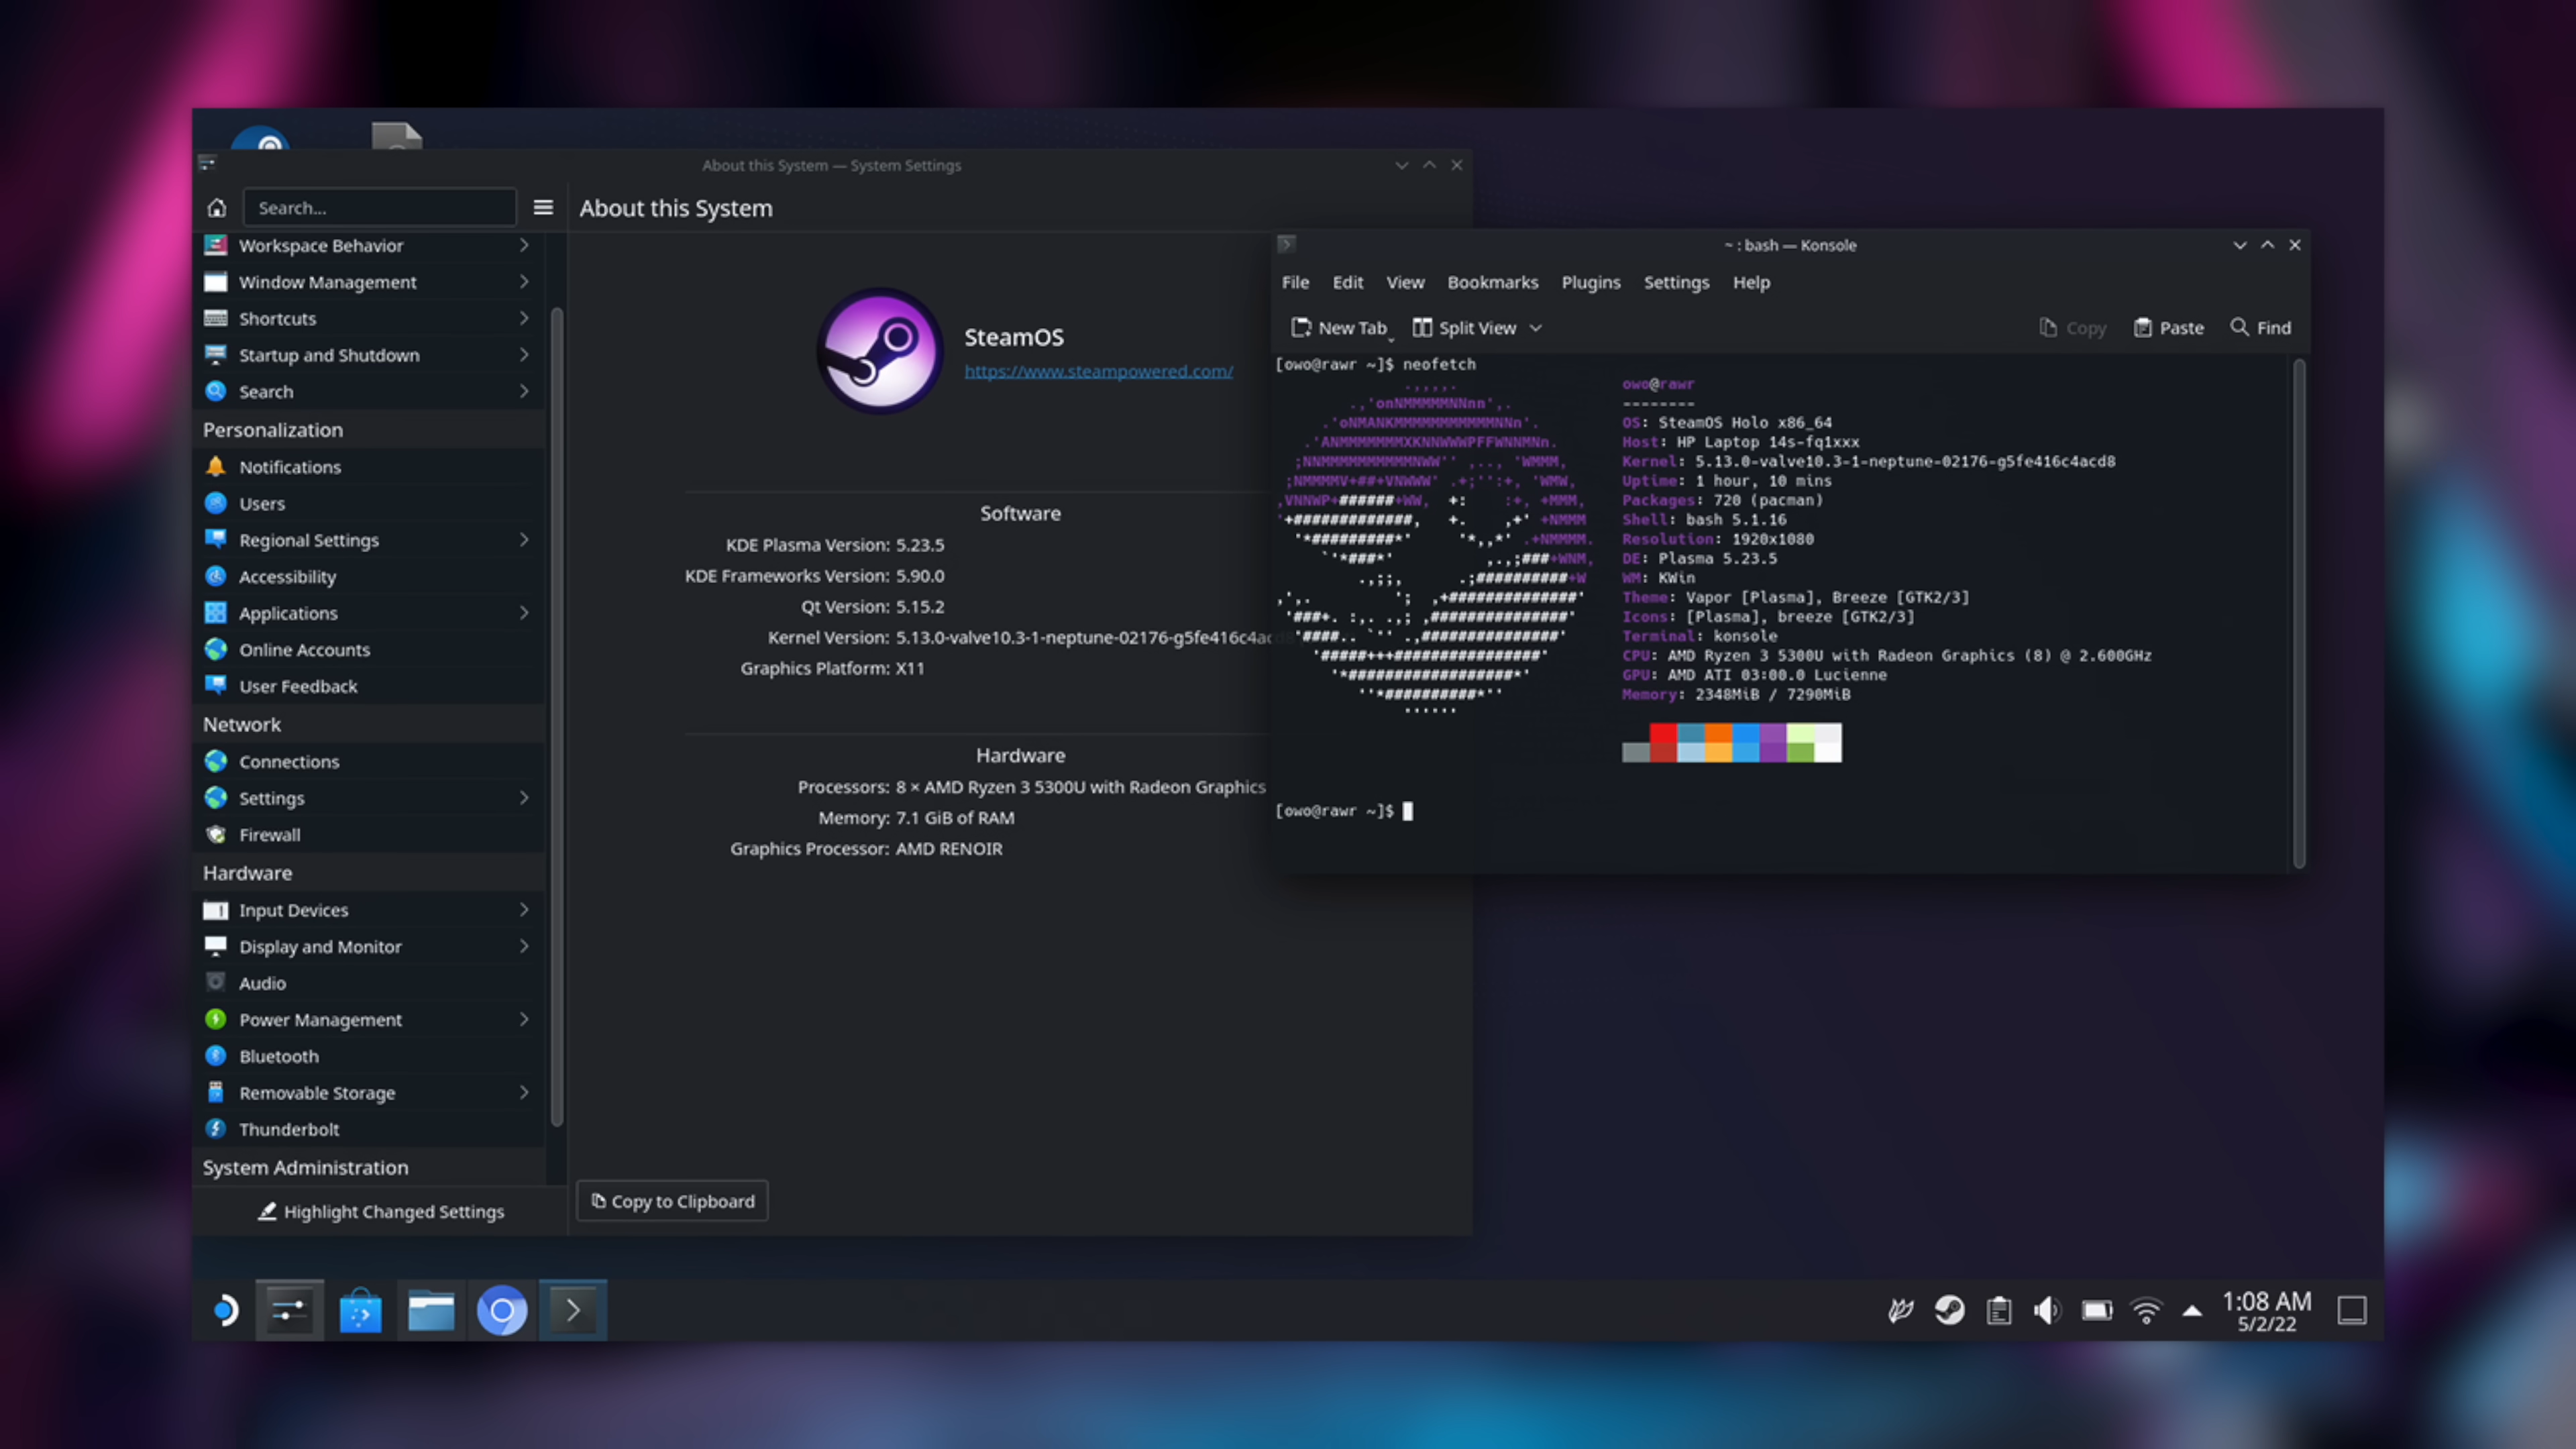 About this System — System Settings
Search...
About this System
Workspace Behavior
Window Management
Shortcuts
Startup and Shutdown
Search
Personalization
Notifications
Users
Regional Settings
Accessibility
Applications
Online Accounts
User Feedback
Network
Connections
Settings
Firewall
Hardware
Input Devices
Display and Monitor
Audio
Power Management
Bluetooth
Removable Storage
Thunderbolt
System Administration
Highlight Changed Settings
SteamOS
https://www.steampowered.com/
Software
KDE Plasma Version: 5.23.5
KDE Frameworks Version: 5.90.0
Qt Version: 5.15.2
Kernel Version: 5.13.0-valve10.3-1-neptune-02176-g5fe416c4ac
Graphics Platform: X11
Hardware
Processors: 8 × AMD Ryzen 3 5300U with Radeon Graphics
Memory: 7.1 GiB of RAM
Graphics Processor: AMD RENOIR
Copy to Clipboard
~ : bash — Konsole
File Edit View Bookmarks Plugins Settings Help
New Tab Split View Copy Paste Find
[owo@rawr ~]$ neofetch
owo@rawr
--------
OS: SteamOS Holo x86_64
Host: HP Laptop 14s-fq1xxx
Kernel: 5.13.0-valve10.3-1-neptune-02176-g5fe416c4acd8
Uptime: 1 hour, 10 mins
Packages: 720 (pacman)
Shell: bash 5.1.16
Resolution: 1920x1080
DE: Plasma 5.23.5
WM: KWin
Theme: Vapor [Plasma], Breeze [GTK2/3]
Icons: [Plasma], breeze [GTK2/3]
Terminal: konsole
CPU: AMD Ryzen 3 5300U with Radeon Graphics (8) @ 2.600GHz
GPU: AMD ATI 03:00.0 Lucienne
Memory: 2348MiB / 7290MiB
[owo@rawr ~]$
1:08 AM
5/2/22